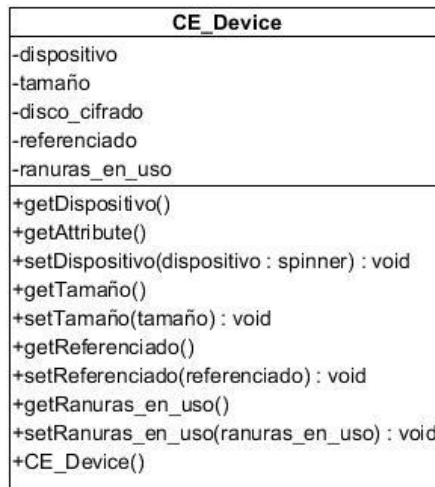 CE_Device
-dispositivo
-tamaño
-disco_cifrado
-referenciado
-ranuras_en_uso
+getDispositivo()
+getAttribute()
+setDispositivo(dispositivo : spinner) : void
+getTamaño()
+setTamaño(tamaño) : void
+getReferenciado()
+setReferenciado(referenciado) : void
+getRanuras_en_uso()
+setRanuras_en_uso(ranuras_en_uso) : void
+CE_Device()